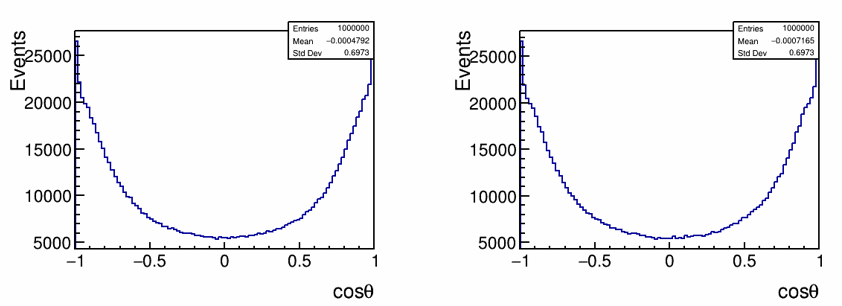 Entries 1000000
Mean −0.0004792
Std Dev 0.6973
Events
25000
20000
15000
10000
5000
−1 −0.5 0 0.5 1
cosθ
Entries 1000000
Mean −0.0007165
Std Dev 0.6973
Events
25000
20000
15000
10000
5000
−1 −0.5 0 0.5 1
cosθ